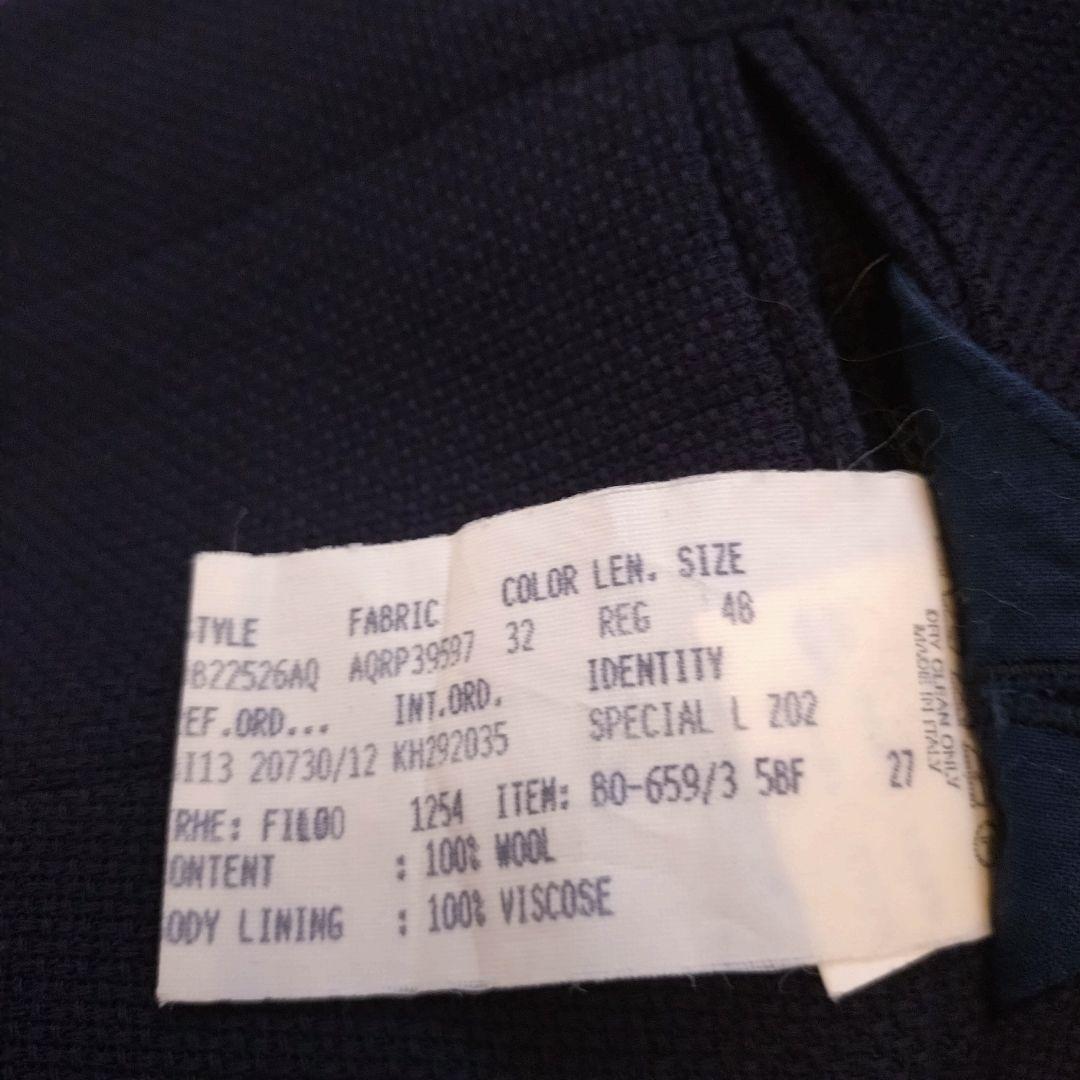 TYLE FABRIC COLOR LEN. SIZE
B22526AQ AQRP39597 32 REG 48
EF.ORD... INT.ORD. IDENTITY
I13 20730/12 KH292035 SPECIAL L Z02
RHE: 1254 ITEM: 80-659/3 58F 27
ONTENT : 100% WOOL
ODY LINING : 100% VISCOSE
DRY CLEAN ONLY
MADE IN ITALY